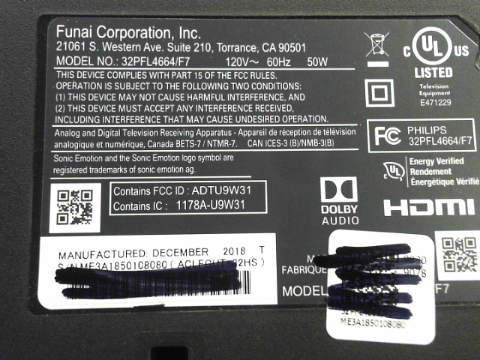 Funai Corporation, Inc.
21061 S. Western Ave. Suite 210, Torrance, CA 90501
MODEL NO.: 32PFL4664/F7 120V~ 60Hz 50W
THIS DEVICE COMPLIES WITH PART 15 OF THE FCC RULES.
OPERATION IS SUBJECT TO THE FOLLOWING TWO CONDITIONS:
(1) THIS DEVICE MAY NOT CAUSE HARMFUL INTERFERENCE, AND
(2) THIS DEVICE MUST ACCEPT ANY INTERFERENCE RECEIVED,
INCLUDING INTERFERENCE THAT MAY CAUSE UNDESIRED OPERATION.
Analog and Digital Television Receiving Apparatus - Appareil de réception de télévision
analogique et numérique, Canada BETS-7 / NTMR-7. CAN ICES-3 (B)/NMB-3(B)
Sonic Emotion and the Sonic Emotion logo symbol are
registered trademarks of sonic emotion ag.
Contains FCC ID : ADTU9W31
Contains IC : 1178A-U9W31
C UL US
LISTED
Television
Equipment
E471229
FC PHILIPS
32PFL4664/F7
Energy Verified
Rendement
Énergétique Vérifié
DOLBY
AUDIO
HDMI
MANUFACTURED: DECEMBER 2018 T
S/N ME3A1850108080
FABRIQUÉ
MODEL
/F7
ME3A1850108080